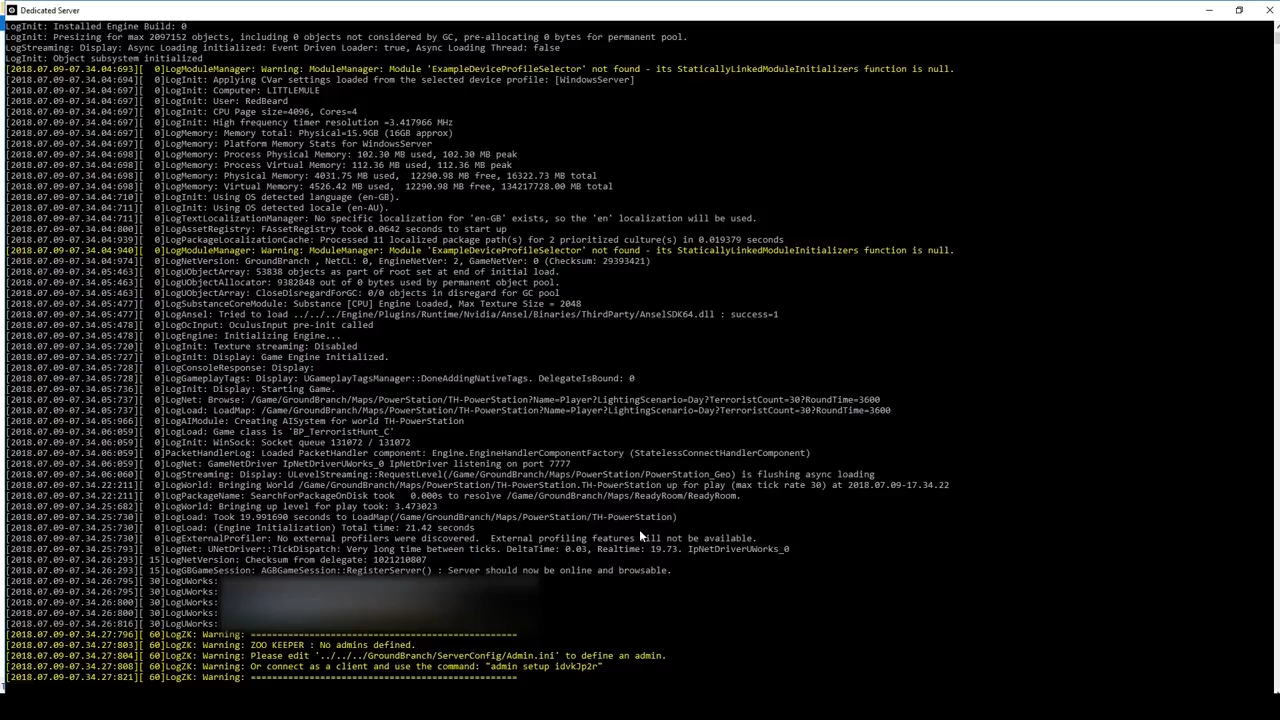 Dedicated Server
LogInit: Installed Engine Build: 0
LogInit: Presizing for max 2097152 objects, including 0 objects not considered by GC, pre-allocating 0 bytes for permanent pool.
LogStreaming: Display: Async Loading initialized: Event Driven Loader: true, Async Loading Thread: false
LogInit: Object subsystem initialized
[2018.07.09-07.34.04:693][  0]LogModuleManager: Warning: ModuleManager: Module 'ExampleDeviceProfileSelector' not found - its StaticallyLinkedModuleInitializers function is null.
[2018.07.09-07.34.04:694][  0]LogInit: Applying CVar settings loaded from the selected device profile: [WindowsServer]
[2018.07.09-07.34.04:697][  0]LogInit: Computer: LITTLEMULE
[2018.07.09-07.34.04:697][  0]LogInit: User: RedBeard
[2018.07.09-07.34.04:697][  0]LogInit: CPU Page size=4096, Cores=4
[2018.07.09-07.34.04:697][  0]LogInit: High frequency timer resolution =3.417966 MHz
[2018.07.09-07.34.04:697][  0]LogMemory: Memory total: Physical=15.9GB (16GB approx)
[2018.07.09-07.34.04:697][  0]LogMemory: Platform Memory Stats for WindowsServer
[2018.07.09-07.34.04:698][  0]LogMemory: Process Physical Memory: 102.30 MB used, 102.30 MB peak
[2018.07.09-07.34.04:698][  0]LogMemory: Process Virtual Memory: 112.36 MB used, 112.36 MB peak
[2018.07.09-07.34.04:698][  0]LogMemory: Physical Memory: 4031.75 MB used,  12290.98 MB free, 16322.73 MB total
[2018.07.09-07.34.04:698][  0]LogMemory: Virtual Memory: 4526.42 MB used,  12290.98 MB free, 134217728.00 MB total
[2018.07.09-07.34.04:710][  0]LogInit: Using OS detected language (en-GB).
[2018.07.09-07.34.04:711][  0]LogInit: Using OS detected locale (en-AU).
[2018.07.09-07.34.04:711][  0]LogTextLocalizationManager: No specific localization for 'en-GB' exists, so the 'en' localization will be used.
[2018.07.09-07.34.04:800][  0]LogAssetRegistry: FAssetRegistry took 0.0642 seconds to start up
[2018.07.09-07.34.04:939][  0]LogPackageLocalizationCache: Processed 11 localized package path(s) for 2 prioritized culture(s) in 0.019379 seconds
[2018.07.09-07.34.04:940][  0]LogModuleManager: Warning: ModuleManager: Module 'ExampleDeviceProfileSelector' not found - its StaticallyLinkedModuleInitializers function is null.
[2018.07.09-07.34.04:974][  0]LogNetVersion: GroundBranch , NetCL: 0, EngineNetVer: 2, GameNetVer: 0 (Checksum: 29393421)
[2018.07.09-07.34.05:463][  0]LogUObjectArray: 53838 objects as part of root set at end of initial load.
[2018.07.09-07.34.05:463][  0]LogUObjectAllocator: 9382848 out of 0 bytes used by permanent object pool.
[2018.07.09-07.34.05:463][  0]LogUObjectArray: CloseDisregardForGC: 0/0 objects in disregard for GC pool
[2018.07.09-07.34.05:477][  0]LogSubstanceCoreModule: Substance [CPU] Engine Loaded, Max Texture Size = 2048
[2018.07.09-07.34.05:477][  0]LogAnsel: Tried to load ../../../Engine/Plugins/Runtime/Nvidia/Ansel/Binaries/ThirdParty/AnselSDK64.dll : success=1
[2018.07.09-07.34.05:478][  0]LogOcInput: OculusInput pre-init called
[2018.07.09-07.34.05:478][  0]LogEngine: Initializing Engine...
[2018.07.09-07.34.05:720][  0]LogInit: Texture streaming: Disabled
[2018.07.09-07.34.05:727][  0]LogInit: Display: Game Engine Initialized.
[2018.07.09-07.34.05:728][  0]LogConsoleResponse: Display:
[2018.07.09-07.34.05:728][  0]LogGameplayTags: Display: UGameplayTagsManager::DoneAddingNativeTags. DelegateIsBound: 0
[2018.07.09-07.34.05:736][  0]LogInit: Display: Starting Game.
[2018.07.09-07.34.05:737][  0]LogNet: Browse: /Game/GroundBranch/Maps/PowerStation/TH-PowerStation?Name=Player?LightingScenario=Day?TerroristCount=30?RoundTime=3600
[2018.07.09-07.34.05:737][  0]LogLoad: LoadMap: /Game/GroundBranch/Maps/PowerStation/TH-PowerStation?Name=Player?LightingScenario=Day?TerroristCount=30?RoundTime=3600
[2018.07.09-07.34.05:966][  0]LogAIModule: Creating AISystem for world TH-PowerStation
[2018.07.09-07.34.06:059][  0]LogLoad: Game class is 'BP_TerroristHunt_C'
[2018.07.09-07.34.06:059][  0]LogInit: WinSock: Socket queue 131072 / 131072
[2018.07.09-07.34.06:059][  0]PacketHandlerLog: Loaded PacketHandler component: Engine.EngineHandlerComponentFactory (StatelessConnectHandlerComponent)
[2018.07.09-07.34.06:059][  0]LogNet: GameNetDriver IpNetDriverUWorks_0 IpNetDriver listening on port 7777
[2018.07.09-07.34.06:060][  0]LogStreaming: Display: ULevelStreaming::RequestLevel(/Game/GroundBranch/Maps/PowerStation/PowerStation_Geo) is flushing async loading
[2018.07.09-07.34.22:211][  0]LogWorld: Bringing World /Game/GroundBranch/Maps/PowerStation/TH-PowerStation.TH-PowerStation up for play (max tick rate 30) at 2018.07.09-17.34.22
[2018.07.09-07.34.22:211][  0]LogPackageName: SearchForPackageOnDisk took   0.000s to resolve /Game/GroundBranch/Maps/ReadyRoom/ReadyRoom.
[2018.07.09-07.34.25:682][  0]LogWorld: Bringing up level for play took: 3.473023
[2018.07.09-07.34.25:730][  0]LogLoad: Took 19.991690 seconds to LoadMap(/Game/GroundBranch/Maps/PowerStation/TH-PowerStation)
[2018.07.09-07.34.25:730][  0]LogLoad: (Engine Initialization) Total time: 21.42 seconds
[2018.07.09-07.34.25:730][  0]LogExternalProfiler: No external profilers were discovered.  External profiling features will not be available.
[2018.07.09-07.34.25:730][  0]LogNet: UNetDriver::TickDispatch: Very long time between ticks. DeltaTime: 0.03, Realtime: 19.73. IpNetDriverUWorks_0
[2018.07.09-07.34.26:293][ 15]LogNetVersion: Checksum from delegate: 1021210807
[2018.07.09-07.34.26:293][ 15]LogGBGameSession: AGBGameSession::RegisterServer() : Server should now be online and browsable.
[2018.07.09-07.34.26:795][ 30]LogUWorks:
[2018.07.09-07.34.26:795][ 30]LogUWorks:
[2018.07.09-07.34.26:800][ 30]LogUWorks:
[2018.07.09-07.34.26:800][ 30]LogUWorks:
[2018.07.09-07.34.26:816][ 30]LogUWorks:
[2018.07.09-07.34.27:796][ 60]LogZK: Warning: ==================================================
[2018.07.09-07.34.27:803][ 60]LogZK: Warning: ZOO KEEPER : No admins defined.
[2018.07.09-07.34.27:804][ 60]LogZK: Warning: Please edit '../../../GroundBranch/ServerConfig/Admin.ini' to define an admin.
[2018.07.09-07.34.27:808][ 60]LogZK: Warning: Or connect as a client and use the command: "admin setup idvkJp2r"
[2018.07.09-07.34.27:821][ 60]LogZK: Warning: ==================================================